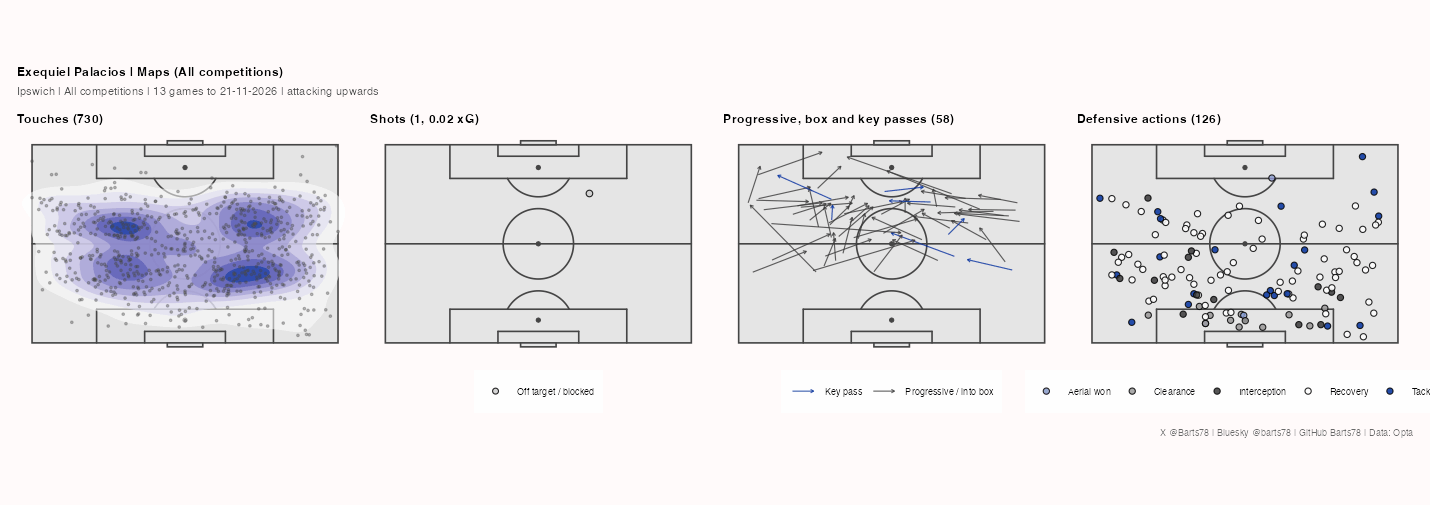 Exequiel Palacios | Maps (All competitions)
Ipswich | All competitions | 13 games to 21-11-2026 | attacking upwards
Touches (730)
Shots (1, 0.02 xG)
Progressive, box and key passes (58)
Defensive actions (126)
Off target / blocked
Key pass
Progressive / into box
Aerial won
Clearance
Interception
Recovery
Tack
X @Barts78 | Bluesky @barts78 | GitHub Barts78 | Data: Opta